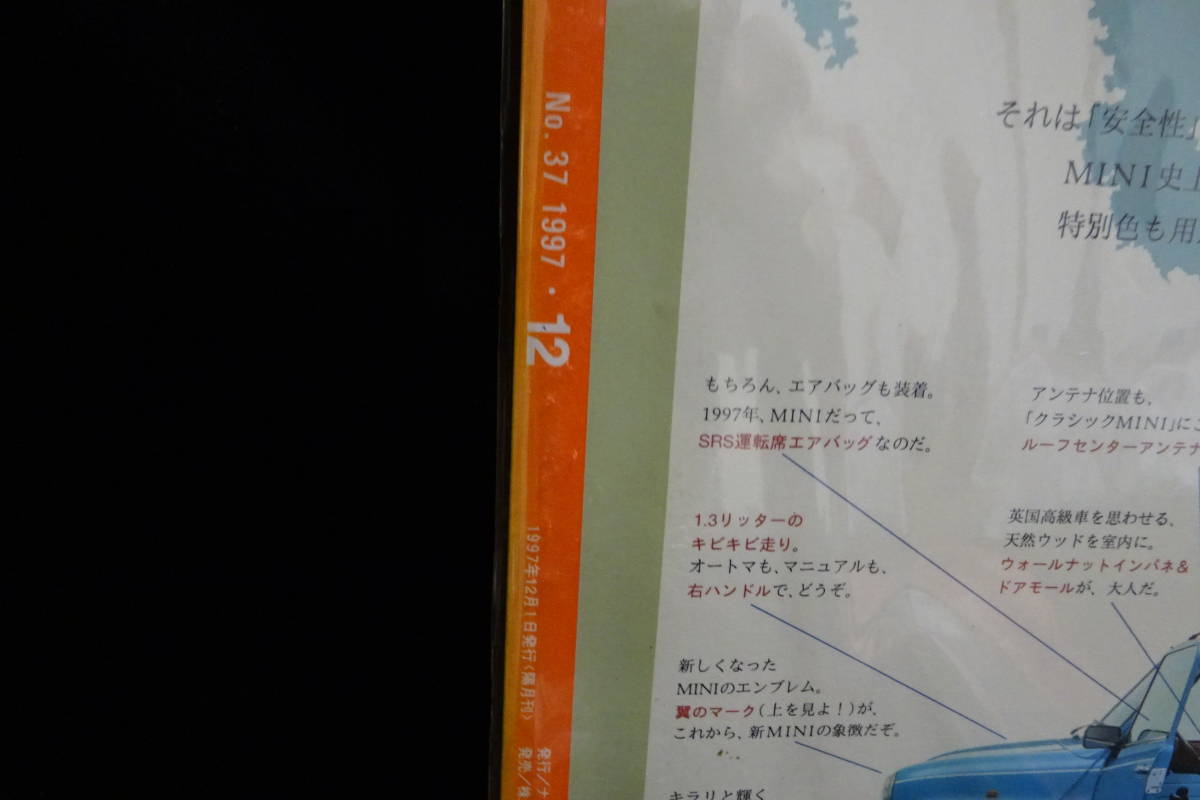 No. 37 1997・12
1997年12月1日発行〈隔月刊〉
発行/ナ
発売/株
それは「安全性」
MINI史上
特別色も用
もちろん、エアバッグも装着。
1997年、MINIだって、
SRS運転席エアバッグなのだ。
アンテナ位置も、
「クラシックMINI」にこ
ルーフセンターアンテナ
1.3リッターの
キビキビ走り。
オートマも、マニュアルも、
右ハンドルで、どうぞ。
英国高級車を思わせる、
天然ウッドを室内に。
ウォールナットインパネ&
ドアモールが、大人だ。
新しくなった
MINIのエンブレム。
翼のマーク(上を見よ!)が、
これから、新MINIの象徴だぞ。
キラリと輝く